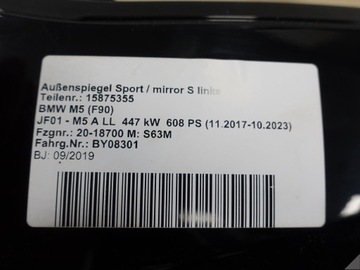 Außenspiegel Sport / mirror S links
Teilenr.: 15875355
BMW M5 (F90)
JF01 - M5 A LL 447 kW 608 PS (11.2017-10.2023)
Fzgnr.: 20-18700 M: S63M
Fahrg.Nr.: BY08301
BJ: 09/2019